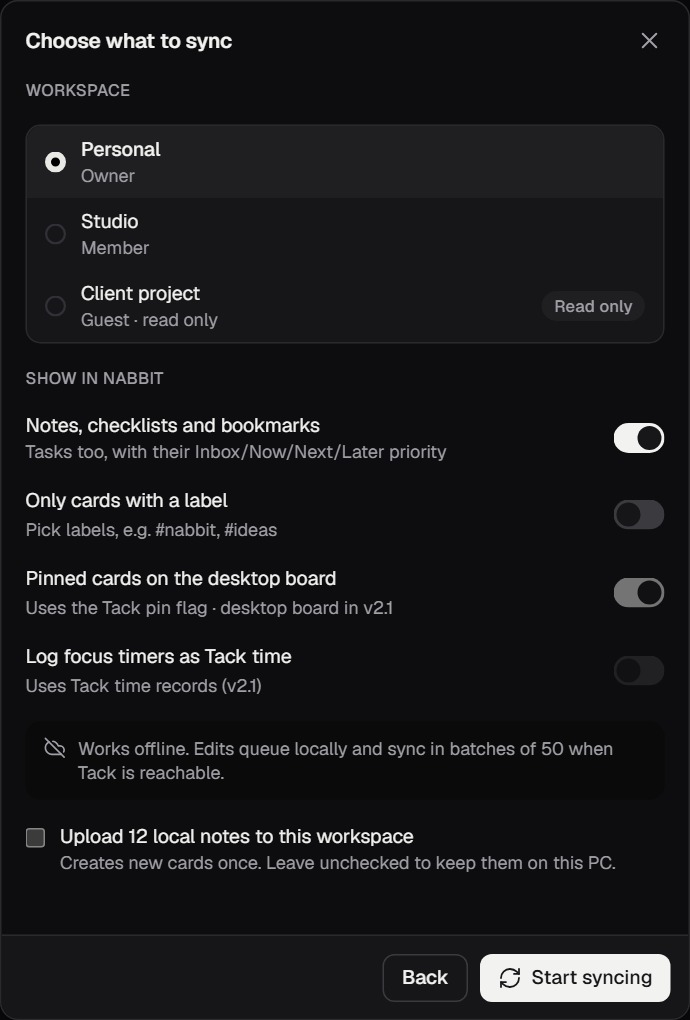 Choose what to sync
WORKSPACE
Personal
Owner
Studio
Member
Client project
Guest · read only
Read only
SHOW IN NABBIT
Notes, checklists and bookmarks
Tasks too, with their Inbox/Now/Next/Later priority
Only cards with a label
Pick labels, e.g. #nabbit, #ideas
Pinned cards on the desktop board
Uses the Tack pin flag · desktop board in v2.1
Log focus timers as Tack time
Uses Tack time records (v2.1)
Works offline. Edits queue locally and sync in batches of 50 when
Tack is reachable.
Upload 12 local notes to this workspace
Creates new cards once. Leave unchecked to keep them on this PC.
Back
Start syncing